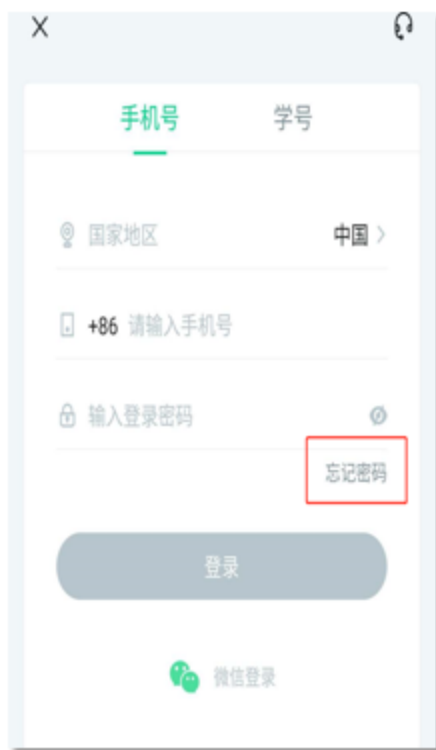 手机号 学号
国家地区 中国
+86 请输入手机号
输入登录密码
忘记密码
登录
微信登录